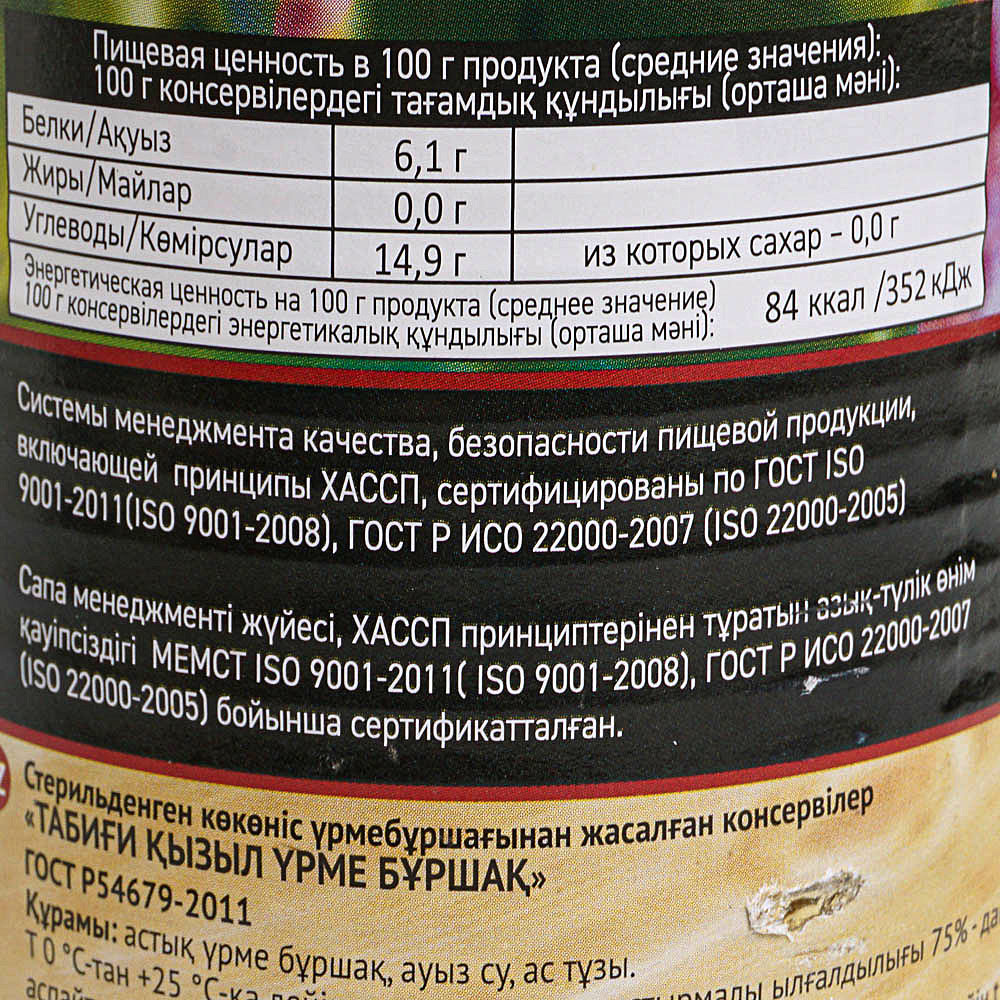 Пищевая ценность в 100 г продукта (средние значения):
100 г консервілердегі тағамдық құндылығы (орташа мәні):
Белки/Ақуыз 6,1 г
Жиры/Майлар 0,0 г
Углеводы/Көмірсулар 14,9 г из которых сахар – 0,0 г
Энергетическая ценность на 100 г продукта (среднее значение)
100 г консервілердегі энергетикалық құндылығы (орташа мәні): 84 ккал /352 кДж
Системы менеджмента качества, безопасности пищевой продукции,
включающей принципы ХАССП, сертифицированы по ГОСТ ISO
9001-2011(ISO 9001-2008), ГОСТ Р ИСО 22000-2007 (ISO 22000-2005)
Сапа менеджменті жүйесі, ХАССП принциптерінен тұратын азық-түлік өнім
қауіпсіздігі МЕМСТ ISO 9001-2011( ISO 9001-2008), ГОСТ Р ИСО 22000-2007
(ISO 22000-2005) бойынша сертификатталған.
Стерильденген көкөніс үрмебұршағынан жасалған консервілер
«ТАБИҒИ ҚЫЗЫЛ ҮРМЕ БҰРШАҚ»
ГОСТ Р54679-2011
Құрамы: астық үрме бұршақ, ауыз су, ас тұзы.
Т 0 °С-тан +25 °С-қа ылғалдылығы 75% -